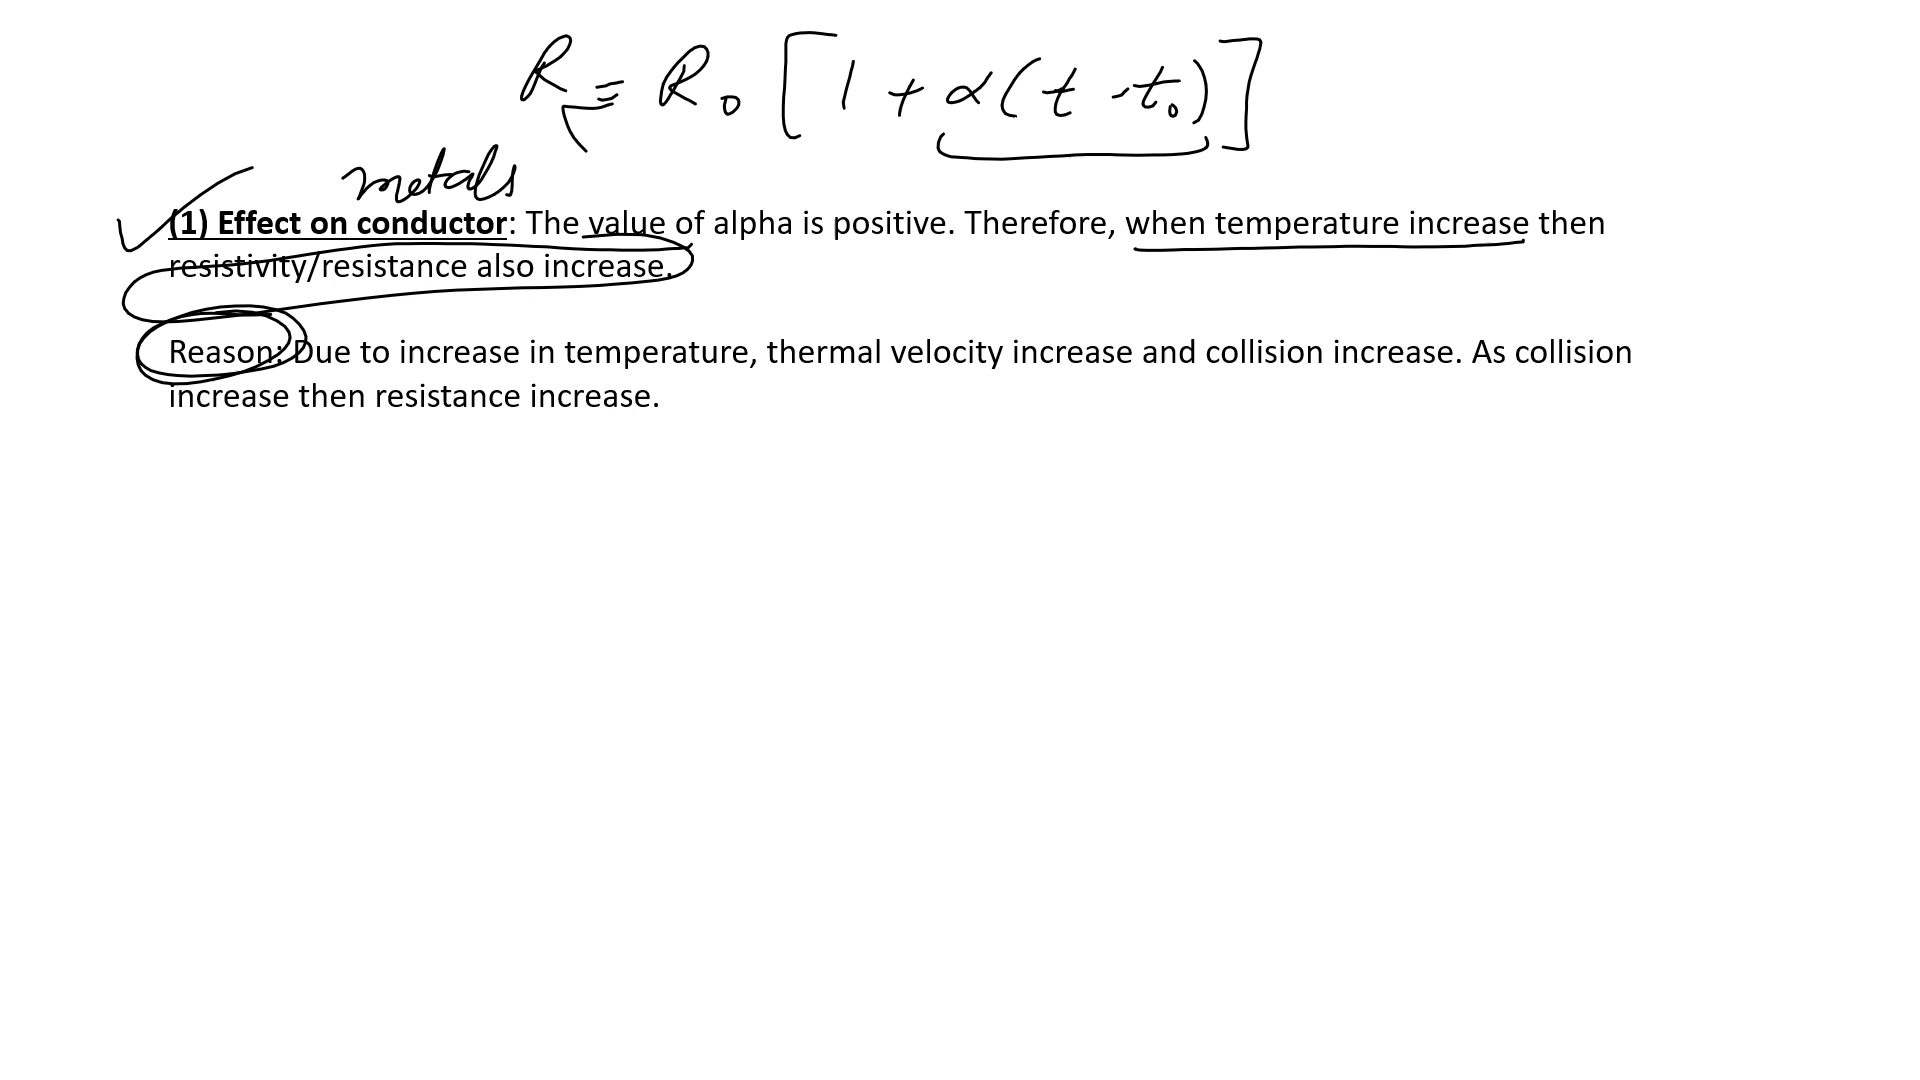 R = R₀ [ 1 + α ( t - t₀ ) ]
metals
(1) Effect on conductor: The value of alpha is positive. Therefore, when temperature increase then
resistivity/resistance also increase.
Reason: Due to increase in temperature, thermal velocity increase and collision increase. As collision
increase then resistance increase.